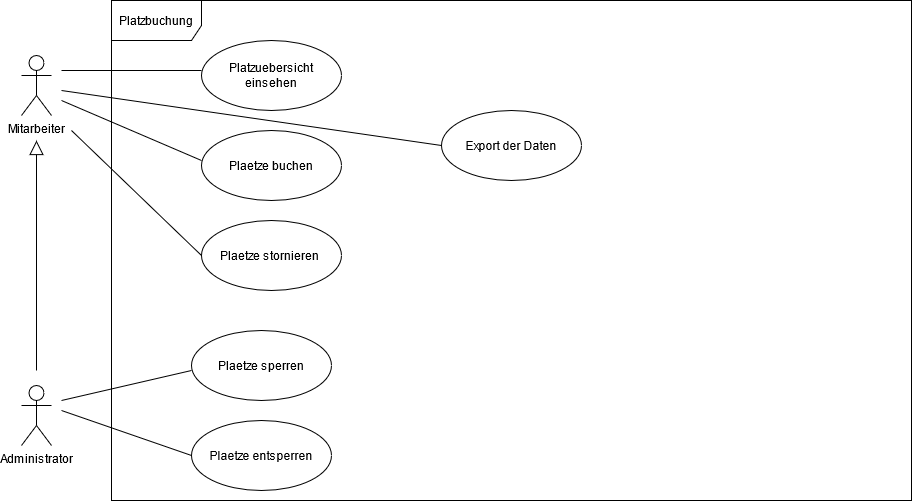 Platzbuchung
Platzuebersicht
einsehen
Mitarbeiter
Export der Daten
Plaetze buchen
Plaetze stornieren
Plaetze sperren
Administrator
Plaetze entsperren